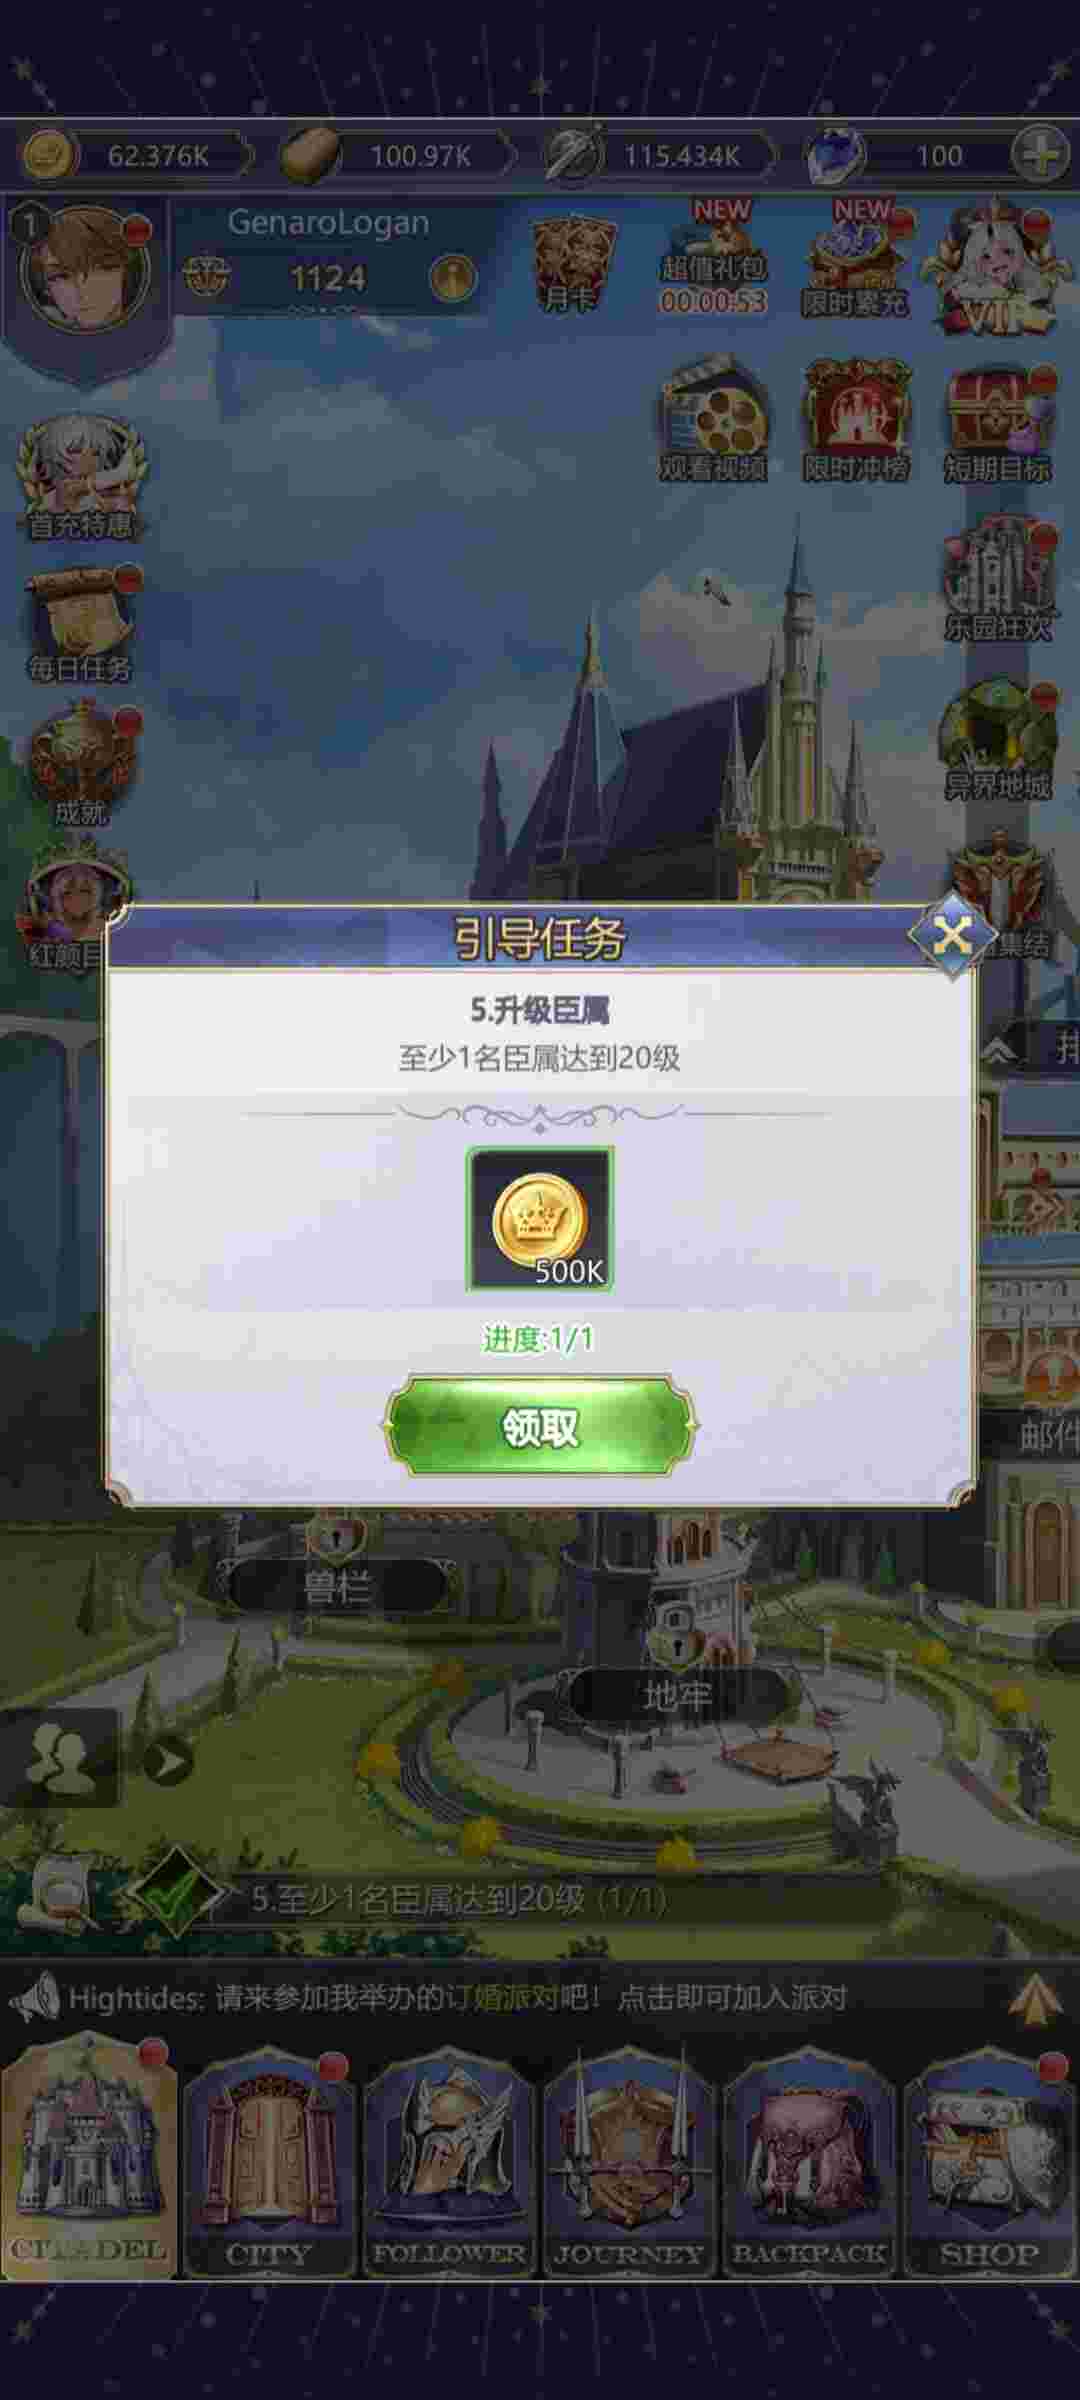 62.376K
100.97K
115.434K
100
1
GenaroLogan
1124
月卡
NEW
超值礼包
00:00:53
NEW
限时累充
VIP
观看视频
限时冲榜
短期目标
首充特惠
乐园狂欢
每日任务
异界地城
成就
集结
引导任务
5.升级臣属
至少1名臣属达到20级
500K
进度:1/1
领取
邮件
兽栏
地牢
5.至少1名臣属达到20级 (1/1)
Hightides: 请来参加我举办的订婚派对吧！点击即可加入派对
CITADEL
CITY
FOLLOWER
JOURNEY
BACKPACK
SHOP